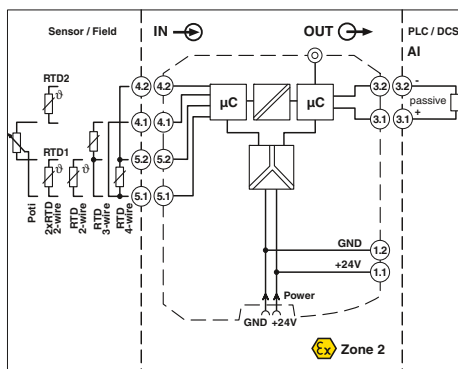 Sensor / Field
IN
OUT
PLC / DCS
AI
RTD2
ϑ
4.2
4.2
µC
µC
3.2
3.2
-
passive
+
4.1
4.1
3.1
3.1
RTD1
ϑ
ϑ
5.2
5.2
5.1
5.1
Poti
2xRTD
2-wire
RTD
2-wire
RTD
3-wire
RTD
4-wire
GND
1.2
+24V
1.1
Power
GND
+24V
Ex
Zone 2